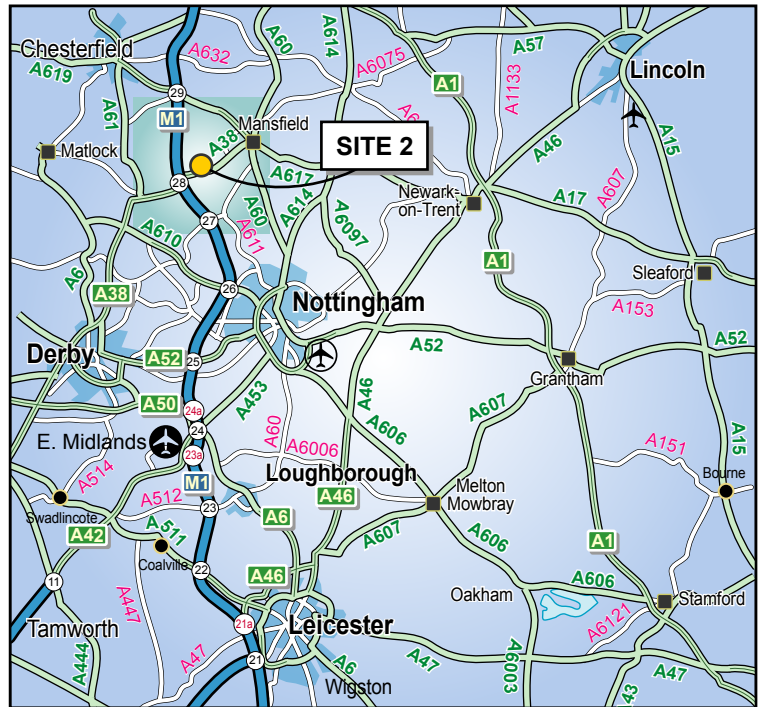 Chesterfield
A632
A60
A614
A6075
A57
A619
A61
29
M1
A38
Mansfield
SITE 2
A1
A1133
Lincoln
A46
A15
Matlock
28
A617
A6
Newark-
on-Trent
A17
A607
27
A60
A614
A6097
A610
A611
A6
A38
26
Nottingham
A1
Sleaford
A153
Derby
A52
25
A52
A52
Grantham
A50
24a
A453
A46
A606
A607
24
E. Midlands
23a
A60
A6006
A151
A15
A514
M1
Loughborough
Bourne
A512
23
A46
Melton
Mowbray
Swadlincote
A42
A511
A6
A607
A606
A1
Coalville
22
A46
11
A447
Oakham
A606
Stamford
Tamworth
21a
Leicester
A6121
A444
A47
21
A6
A47
A6003
A47
Wigston
43